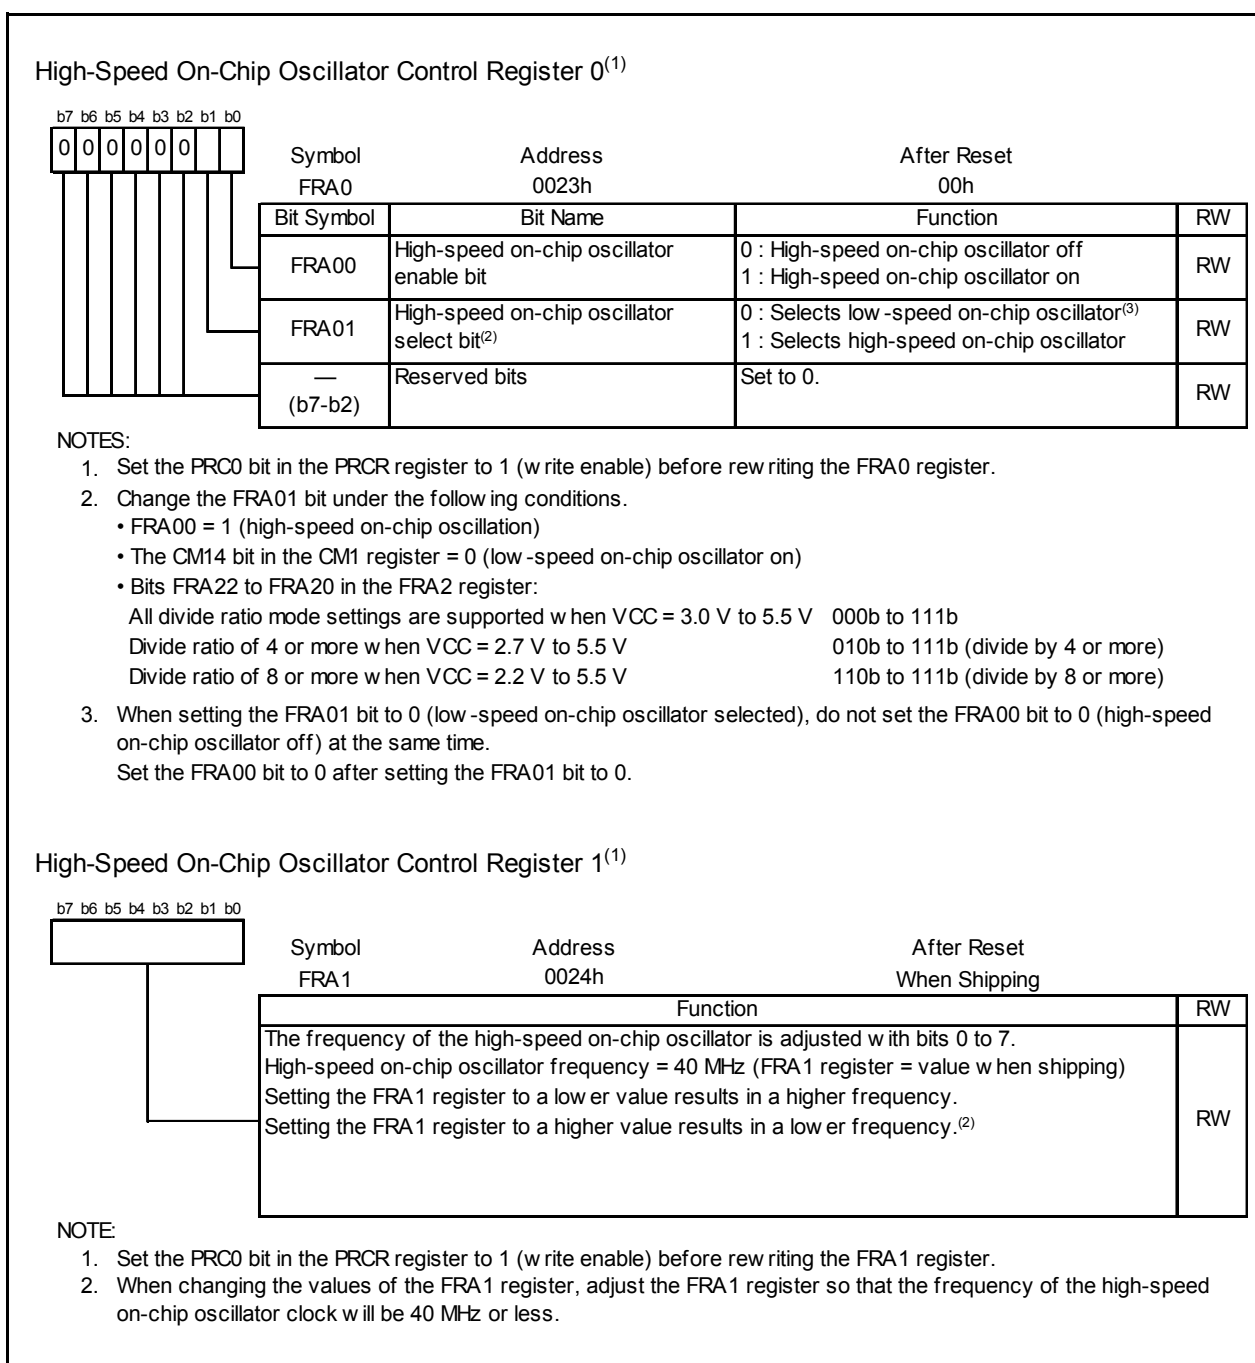 High-Speed On-Chip Oscillator Control Register 0(1)
b7 b6 b5 b4 b3 b2 b1 b0
0 0 0 0 0 0
Symbol Address After Reset
FRA0 0023h 00h
Bit Symbol Bit Name Function RW
FRA00 High-speed on-chip oscillator enable bit 0 : High-speed on-chip oscillator off 1 : High-speed on-chip oscillator on RW
FRA01 High-speed on-chip oscillator select bit(2) 0 : Selects low-speed on-chip oscillator(3) 1 : Selects high-speed on-chip oscillator RW
— (b7-b2) Reserved bits Set to 0. RW
NOTES:
1. Set the PRC0 bit in the PRCR register to 1 (write enable) before rewriting the FRA0 register.
2. Change the FRA01 bit under the following conditions.
• FRA00 = 1 (high-speed on-chip oscillation)
• The CM14 bit in the CM1 register = 0 (low-speed on-chip oscillator on)
• Bits FRA22 to FRA20 in the FRA2 register:
All divide ratio mode settings are supported when VCC = 3.0 V to 5.5 V 000b to 111b
Divide ratio of 4 or more when VCC = 2.7 V to 5.5 V 010b to 111b (divide by 4 or more)
Divide ratio of 8 or more when VCC = 2.2 V to 5.5 V 110b to 111b (divide by 8 or more)
3. When setting the FRA01 bit to 0 (low-speed on-chip oscillator selected), do not set the FRA00 bit to 0 (high-speed
on-chip oscillator off) at the same time.
Set the FRA00 bit to 0 after setting the FRA01 bit to 0.
High-Speed On-Chip Oscillator Control Register 1(1)
b7 b6 b5 b4 b3 b2 b1 b0
Symbol Address After Reset
FRA1 0024h When Shipping
Function RW
The frequency of the high-speed on-chip oscillator is adjusted with bits 0 to 7.
High-speed on-chip oscillator frequency = 40 MHz (FRA1 register = value when shipping)
Setting the FRA1 register to a lower value results in a higher frequency.
Setting the FRA1 register to a higher value results in a lower frequency.(2) RW
NOTE:
1. Set the PRC0 bit in the PRCR register to 1 (write enable) before rewriting the FRA1 register.
2. When changing the values of the FRA1 register, adjust the FRA1 register so that the frequency of the high-speed
on-chip oscillator clock will be 40 MHz or less.